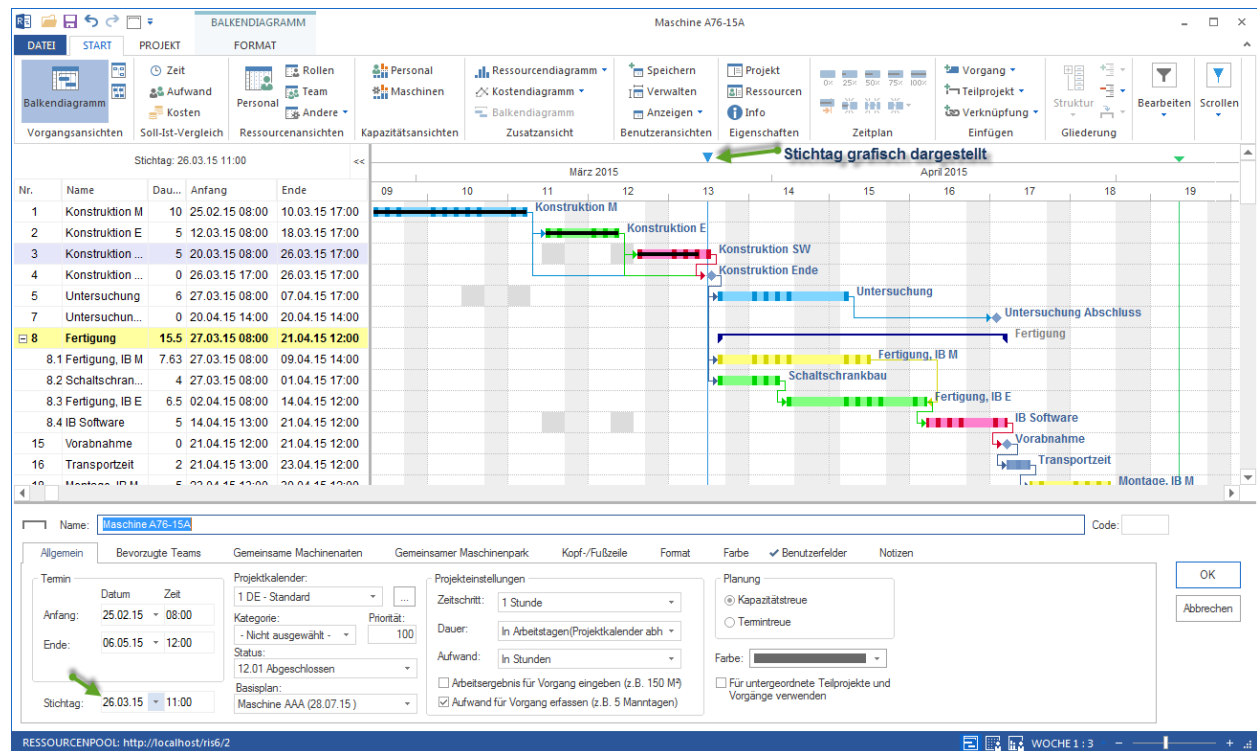 BALKENDIAGRAMM
Maschine A76-15A
DATEI START PROJEKT FORMAT
Balkendiagramm
Zeit
Aufwand
Kosten
Personal
Rollen
Team
Andere
Personal
Maschinen
Ressourcendiagramm
Kostendiagramm
Balkendiagramm
Speichern
Verwalten
Anzeigen
Projekt
Ressourcen
Info
0% 25% 50% 75% 100%
Vorgang
Teilprojekt
Verknüpfung
Struktur
Bearbeiten
Scrollen
Vorgangsansichten Soll-Ist-Vergleich Ressourcenansichten Kapazitätsansichten Zusatzansicht Benutzeransichten Eigenschaften Zeitplan Einfügen Gliederung
Stichtag: 26.03.15 11:00 <<
Stichtag grafisch dargestellt
März 2015 April 2015
Nr. Name Dau... Anfang Ende
09 10 11 12 13 14 15 16 17 18 19
1 Konstruktion M 10 25.02.15 08:00 10.03.15 17:00 Konstruktion M
2 Konstruktion E 5 12.03.15 08:00 18.03.15 17:00 Konstruktion E
3 Konstruktion ... 5 20.03.15 08:00 26.03.15 17:00 Konstruktion SW
4 Konstruktion ... 0 26.03.15 17:00 26.03.15 17:00 Konstruktion Ende
5 Untersuchung 6 27.03.15 08:00 07.04.15 17:00 Untersuchung
7 Untersuchun... 0 20.04.15 14:00 20.04.15 14:00 Untersuchung Abschluss
8 Fertigung 15.5 27.03.15 08:00 21.04.15 12:00 Fertigung
8.1 Fertigung, IB M 7.63 27.03.15 08:00 09.04.15 14:00 Fertigung, IB M
8.2 Schaltschran... 4 27.03.15 08:00 01.04.15 17:00 Schaltschrankbau
8.3 Fertigung, IB E 6.5 02.04.15 08:00 14.04.15 12:00 Fertigung, IB E
8.4 IB Software 5 14.04.15 13:00 21.04.15 12:00 IB Software
15 Vorabnahme 0 21.04.15 12:00 21.04.15 12:00 Vorabnahme
16 Transportzeit 2 21.04.15 13:00 23.04.15 12:00 Transportzeit
Montage, IB M
Name: Maschine A76-15A Code:
Allgemein Bevorzugte Teams Gemeinsame Machinenarten Gemeinsamer Maschinenpark Kopf-/Fußzeile Format Farbe Benutzerfelder Notizen
Termin
Datum Zeit
Anfang: 25.02.15 08:00
Ende: 06.05.15 12:00
Stichtag: 26.03.15 11:00
Projektkalender:
1 DE - Standard ...
Kategorie: Priorität:
- Nicht ausgewählt - 100
Status:
12.01 Abgeschlossen
Basisplan:
Maschine AAA (28.07.15 )
Projekteinstellungen
Zeitschritt: 1 Stunde
Dauer: In Arbeitstagen(Projektkalender abh
Aufwand: In Stunden
Arbeitsergebnis für Vorgang eingeben (z.B. 150 M²)
Aufwand für Vorgang erfassen (z.B. 5 Manntagen)
Planung
Kapazitätstreue
Termintreue
Farbe:
Für untergeordnete Teilprojekte und
Vorgänge verwenden
OK
Abbrechen
RESSOURCENPOOL: http://localhost/ris6/2 WOCHE 1 : 3